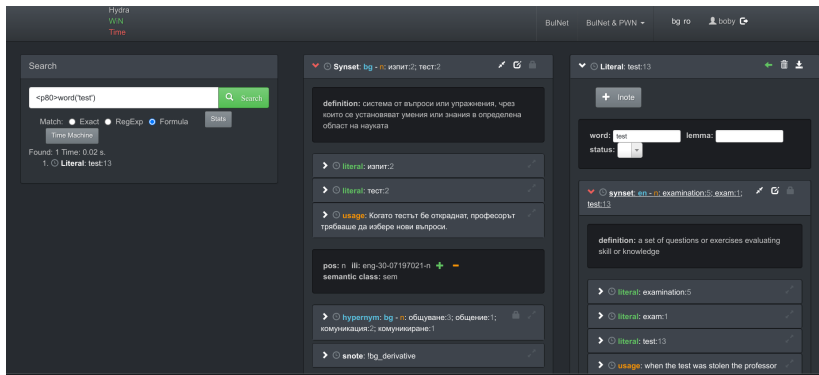 Hydra
WN
Time
BulNet
BulNet & PWN
bg ro
boby
Search
<p80>word('test')
Search
Match: Exact RegExp Formula
Stats
Time Machine
Found: 1 Time: 0.02 s.
1. Literal: test:13
Synset: bg - n: изпит:2; тест:2
definition: система от въпроси или упражнения, чрез
които се установяват умения или знания в определена
област на науката
literal: изпит:2
literal: тест:2
usage: Когато тестът бе откраднат, професорът
трябваше да избере нови въпроси.
pos: n ili: eng-30-07197021-n
semantic class: sem
hypernym: bg - n: общуване:3; общение:1;
комуникация:2; комуникиране:1
snote: !bg_derivative
Literal: test:13
Inote
word: test lemma:
status:
synset: en - n: examination:5; exam:1;
test:13
definition: a set of questions or exercises evaluating
skill or knowledge
literal: examination:5
literal: exam:1
literal: test:13
usage: when the test was stolen the professor